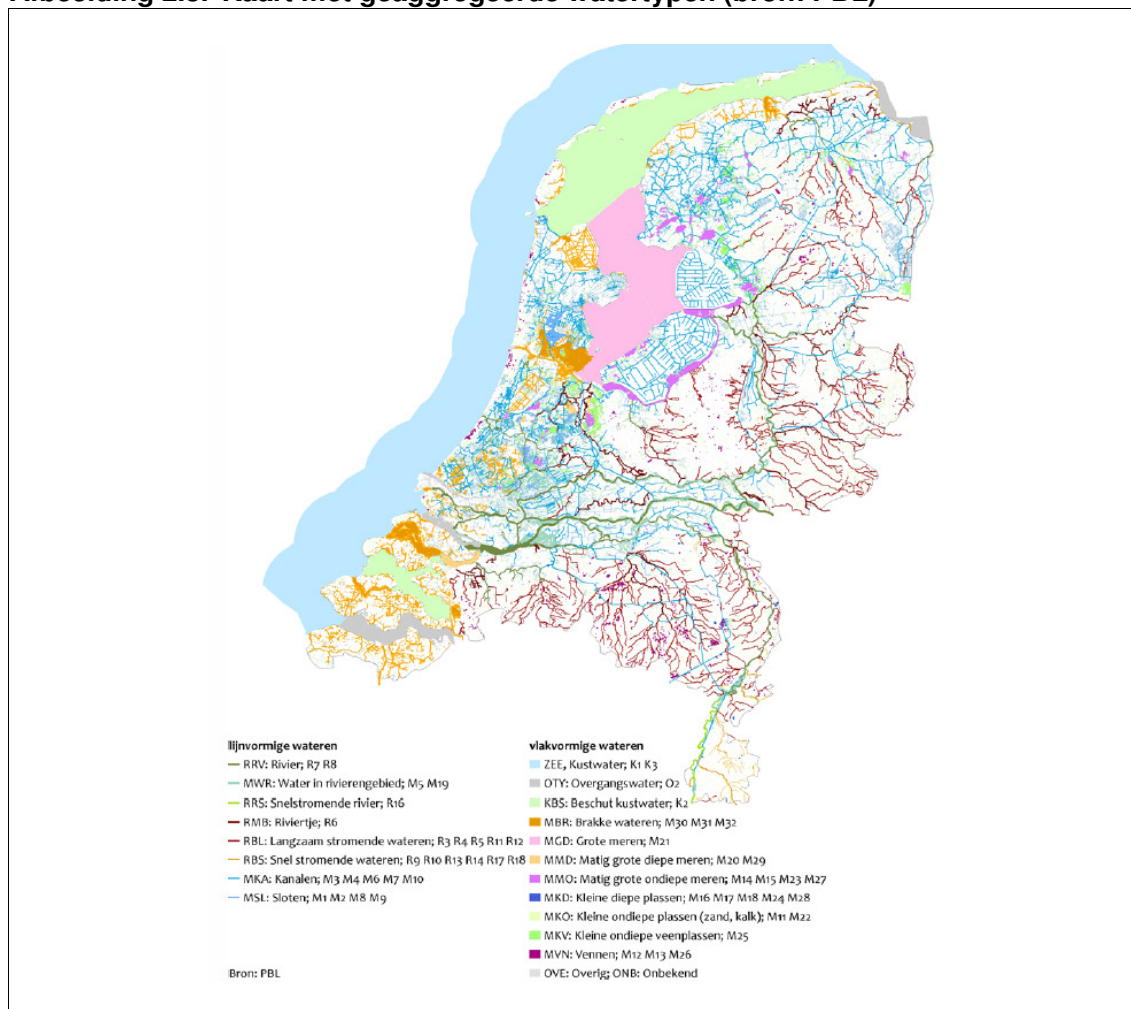 lijnvormige wateren
RRV: Rivier; R7 R8
MWR: Water in rivierengebied; M5 M19
RRS: Snelstromende rivier; R16
RMB: Riviertje; R6
RBL: Langzaam stromende wateren; R3 R4 R5 R11 R12
RBS: Snel stromende wateren; R9 R10 R13 R14 R17 R18
MKA: Kanalen; M3 M4 M6 M7 M10
MSL: Sloten; M1 M2 M8 M9
Bron: PBL
vlakvormige wateren
ZEE, Kustwater; K1 K3
OTY: Overgangswater; O2
KBS: Beschut kustwater; K2
MBR: Brakke wateren; M30 M31 M32
MGD: Grote meren; M21
MMD: Matig grote diepe meren; M20 M29
MMO: Matig grote ondiepe meren; M14 M15 M23 M27
MKD: Kleine diepe plassen; M16 M17 M18 M24 M28
MKO: Kleine ondiepe plassen (zand, kalk); M11 M22
MKV: Kleine ondiepe veenplassen; M25
MVN: Vennen; M12 M13 M26
OVE: Overig; ONB: Onbekend